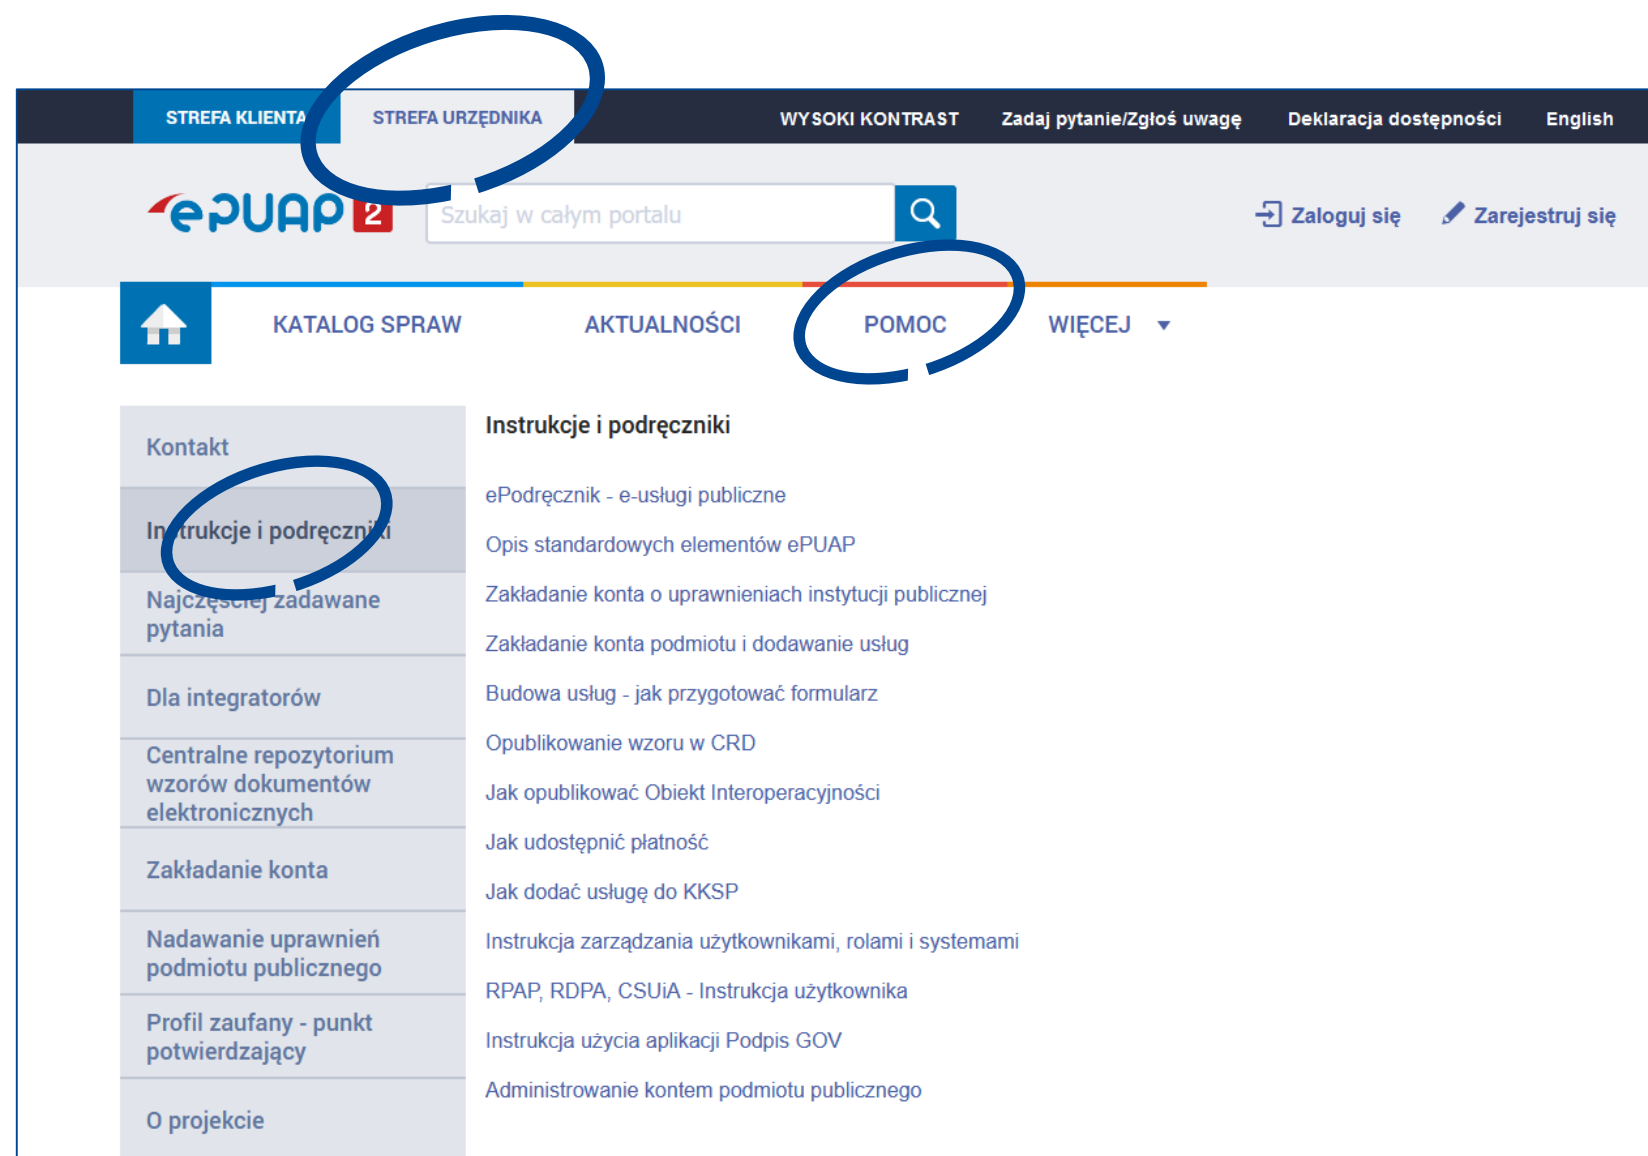 STREFA KLIENTA STREFA URZĘDNIKA WYSOKI KONTRAST Zadaj pytanie/Zgłoś uwagę Deklaracja dostępności English
ePUAP 2 Szukaj w całym portalu Zaloguj się Zarejestruj się
KATALOG SPRAW AKTUALNOŚCI POMOC WIĘCEJ
Kontakt
Instrukcje i podręczniki
Najczęściej zadawane
pytania
Dla integratorów
Centralne repozytorium
wzorów dokumentów
elektronicznych
Zakładanie konta
Nadawanie uprawnień
podmiotu publicznego
Profil zaufany - punkt
potwierdzający
O projekcie
Instrukcje i podręczniki
ePodręcznik - e-usługi publiczne
Opis standardowych elementów ePUAP
Zakładanie konta o uprawnieniach instytucji publicznej
Zakładanie konta podmiotu i dodawanie usług
Budowa usług - jak przygotować formularz
Opublikowanie wzoru w CRD
Jak opublikować Obiekt Interoperacyjności
Jak udostępnić płatność
Jak dodać usługę do KKSP
Instrukcja zarządzania użytkownikami, rolami i systemami
RPAP, RDPA, CSUiA - Instrukcja użytkownika
Instrukcja użycia aplikacji Podpis GOV
Administrowanie kontem podmiotu publicznego